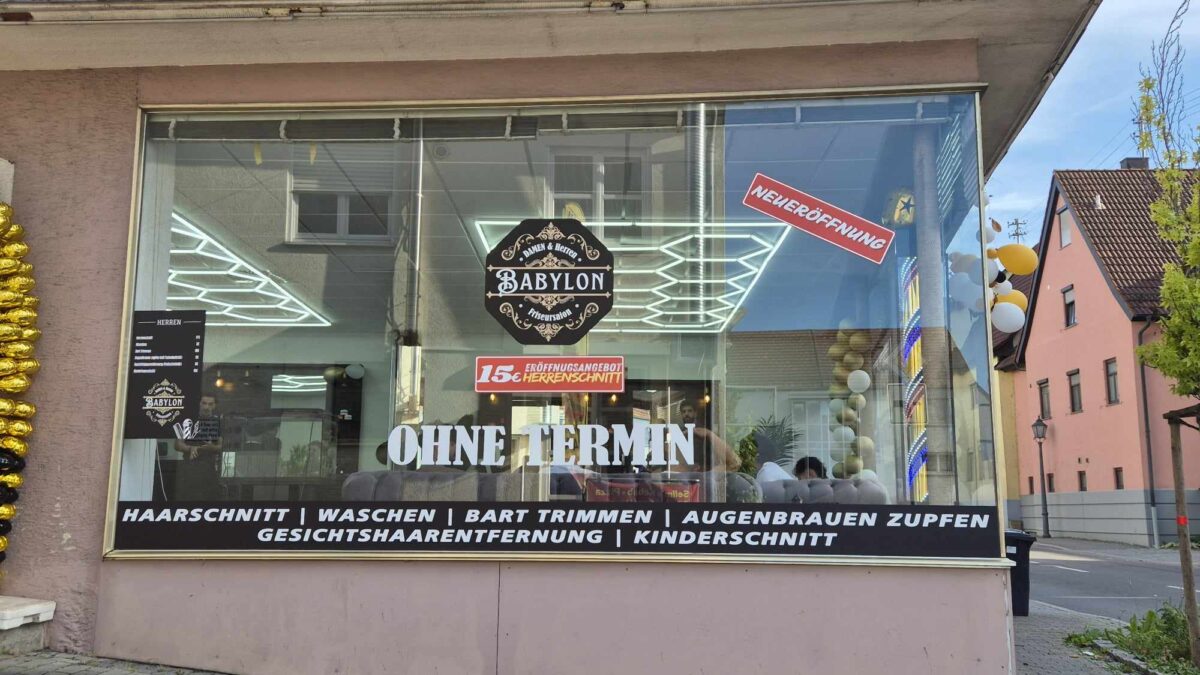 NEUERÖFFNUNG
DAMEN & Herren
BABYLON
Friseursalon
15€ ERÖFFNUGSANGEBOT
HERRENSCHNITT
HERREN
BABYLON
OHNE TERMIN
HAARSCHNITT | WASCHEN | BART TRIMMEN | AUGENBRAUEN ZUPFEN
GESICHTSHAARENTFERNUNG | KINDERSCHNITT